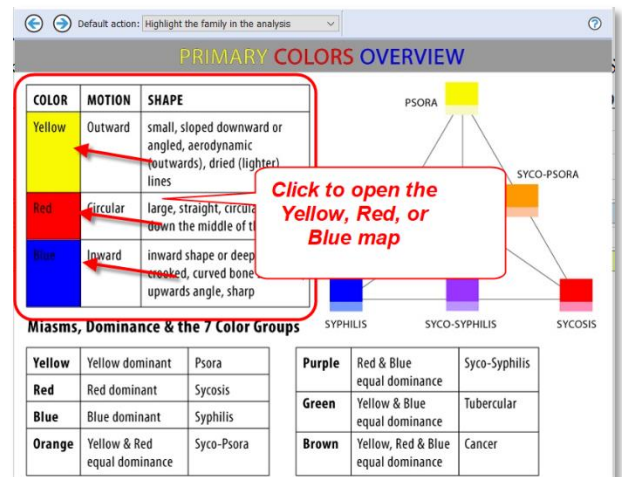 Default action: Highlight the family in the analysis
PRIMARY COLORS OVERVIEW
COLOR MOTION SHAPE
Yellow Outward small, sloped downward or
angled, aerodynamic
(outwards), dried (lighter)
lines
Red Circular large, straight, circula
down the middle of th
Blue Inward inward shape or deep
crooked, curved bone
upwards angle, sharp
Click to open the
Yellow, Red, or
Blue map
PSORA
SYCO-PSORA
SYPHILIS SYCO-SYPHILIS SYCOSIS
Miasms, Dominance & the 7 Color Groups
Yellow Yellow dominant Psora
Red Red dominant Sycosis
Blue Blue dominant Syphilis
Orange Yellow & Red Syco-Psora
equal dominance
Purple Red & Blue Syco-Syphilis
equal dominance
Green Yellow & Blue Tubercular
equal dominance
Brown Yellow, Red & Blue Cancer
equal dominance